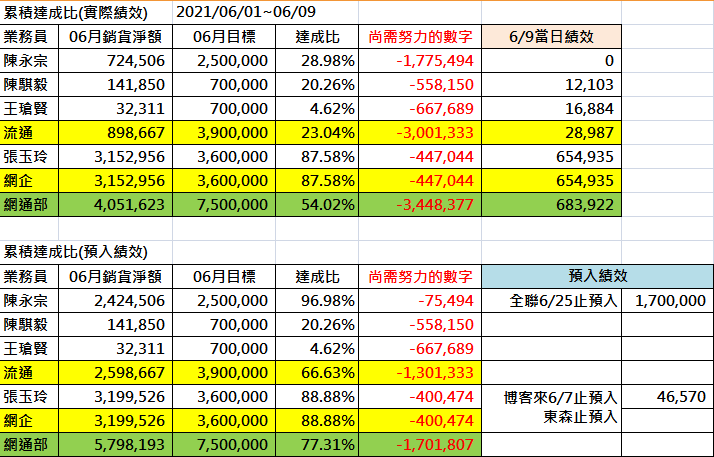 累積達成比(實際績效) 2021/06/01~06/09
業務員 06月銷貨淨額 06月目標 達成比 尚需努力的數字 6/9當日績效
陳永宗 724,506 2,500,000 28.98% -1,775,494 0
陳騏毅 141,850 700,000 20.26% -558,150 12,103
王瑲賢 32,311 700,000 4.62% -667,689 16,884
流通 898,667 3,900,000 23.04% -3,001,333 28,987
張玉玲 3,152,956 3,600,000 87.58% -447,044 654,935
網企 3,152,956 3,600,000 87.58% -447,044 654,935
網通部 4,051,623 7,500,000 54.02% -3,448,377 683,922
累積達成比(預入績效)
業務員 06月銷貨淨額 06月目標 達成比 尚需努力的數字 預入績效
陳永宗 2,424,506 2,500,000 96.98% -75,494 全聯6/25止預入 1,700,000
陳騏毅 141,850 700,000 20.26% -558,150
王瑲賢 32,311 700,000 4.62% -667,689
流通 2,598,667 3,900,000 66.63% -1,301,333
張玉玲 3,199,526 3,600,000 88.88% -400,474 博客來6/7止預入 46,570
網企 3,199,526 3,600,000 88.88% -400,474 東森止預入
網通部 5,798,193 7,500,000 77.31% -1,701,807